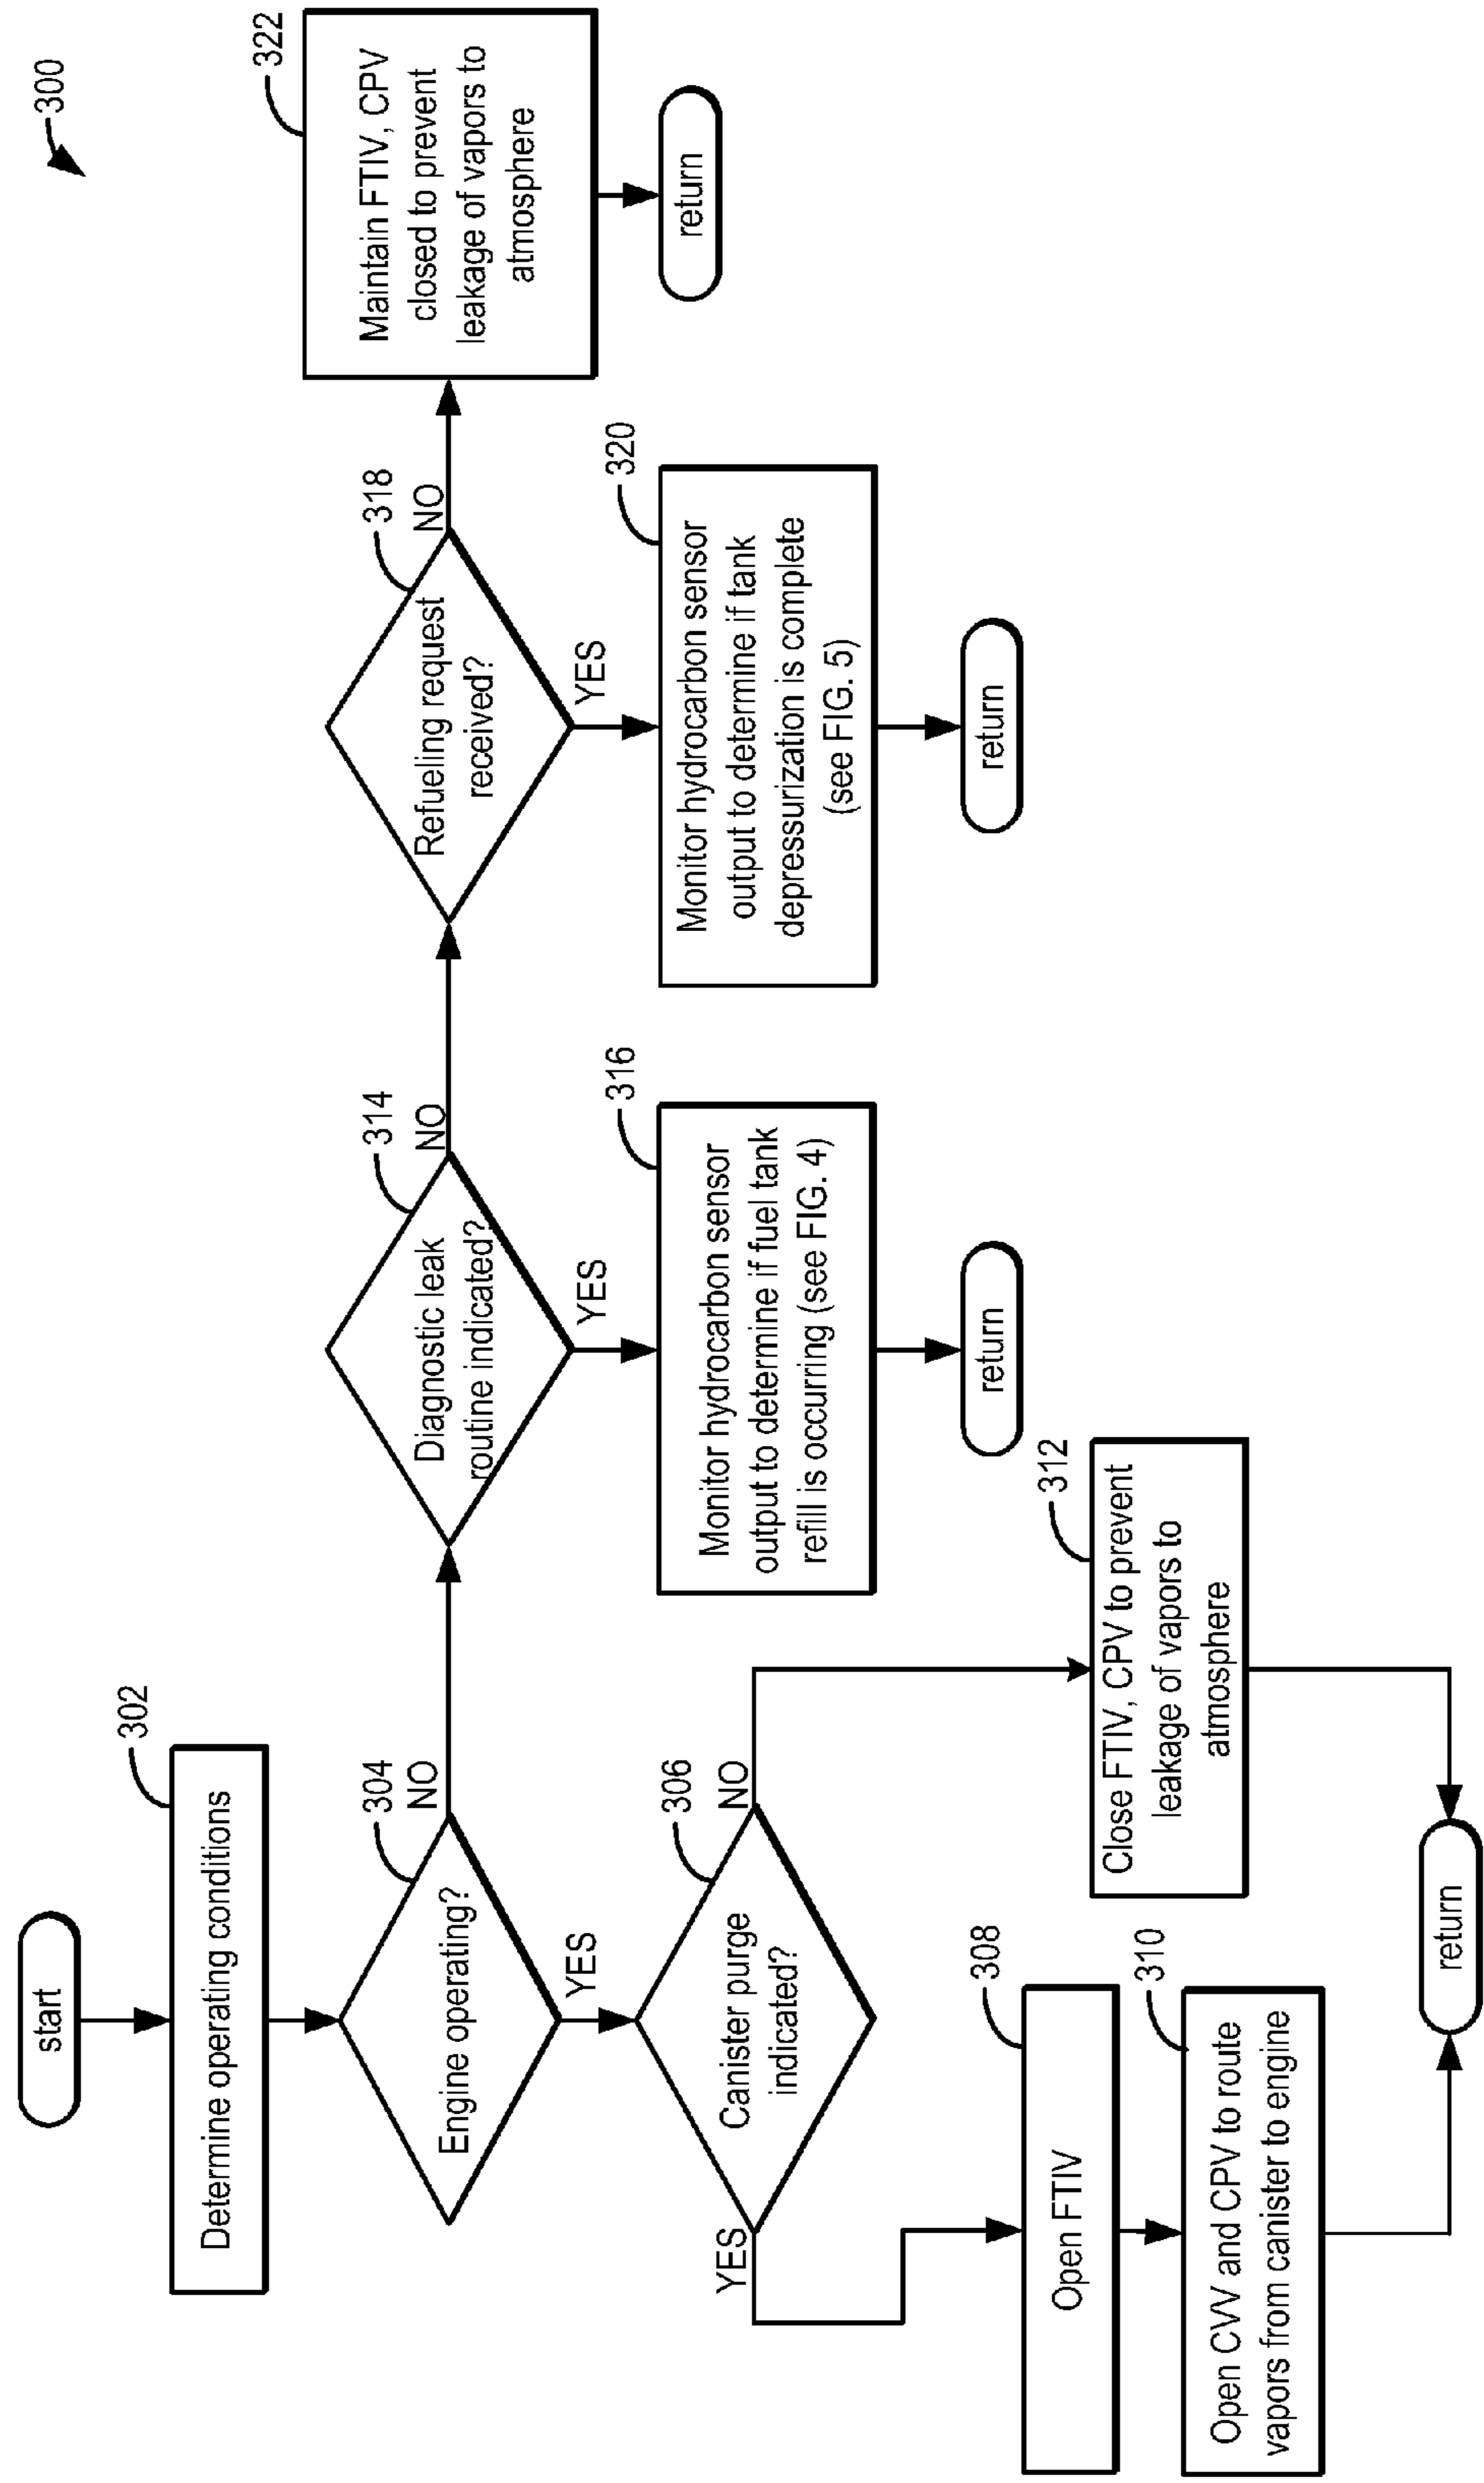 300
start
302
Determine operating conditions
304
Engine operating?
NO
YES
306
Canister purge
indicated?
YES
NO
308
Open FTIV
310
Open CVV and CPV to route
vapors from canister to engine
312
Close FTIV, CPV to prevent
leakage of vapors to
atmosphere
return
314
Diagnostic leak
routine indicated?
NO
YES
316
Monitor hydrocarbon sensor
output to determine if fuel tank
refill is occurring (see FIG. 4)
return
318
Refueling request
received?
NO
YES
320
Monitor hydrocarbon sensor
output to determine if tank
depressurization is complete
(see FIG. 5)
return
322
Maintain FTIV, CPV
closed to prevent
leakage of vapors to
atmosphere
return